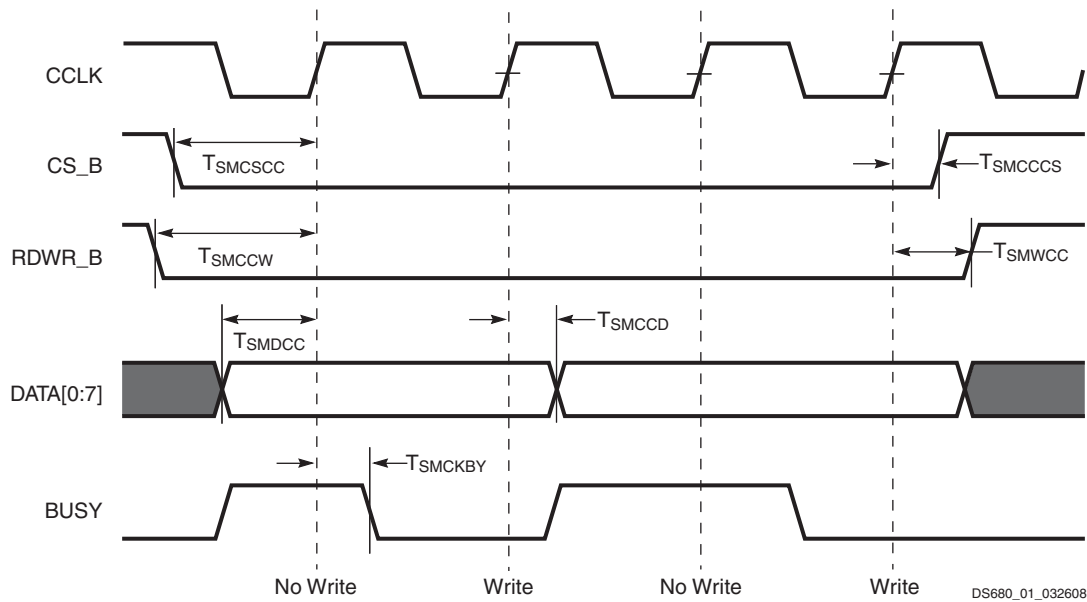 CCLK
CS_B
TSMCSCC
TSMCCCS
RDWR_B
TSMCCW
TSMWCC
TSMDCC
TSMCCD
DATA[0:7]
TSMCKBY
BUSY
No Write
Write
No Write
Write
DS680_01_032608